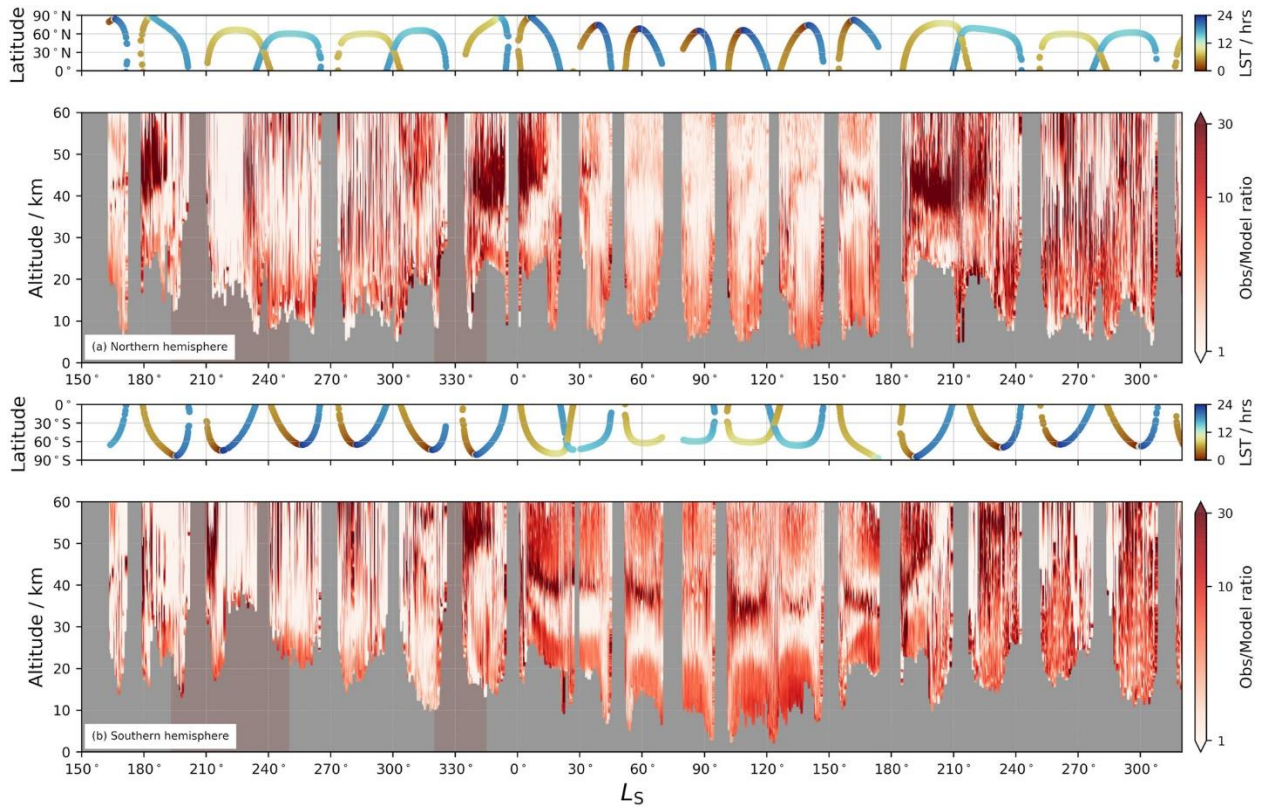 90°N
60°N
30°N
0°
Latitude
24
12
0
LST / hrs
60
50
40
30
20
10
0
Altitude / km
(a) Northern hemisphere
30
10
1
Obs/Model ratio
150° 180° 210° 240° 270° 300° 330° 0° 30° 60° 90° 120° 150° 180° 210° 240° 270° 300°
0°
30°S
60°S
90°S
Latitude
24
12
0
LST / hrs
60
50
40
30
20
10
0
Altitude / km
(b) Southern hemisphere
30
10
1
Obs/Model ratio
150° 180° 210° 240° 270° 300° 330° 0° 30° 60° 90° 120° 150° 180° 210° 240° 270° 300°
LS